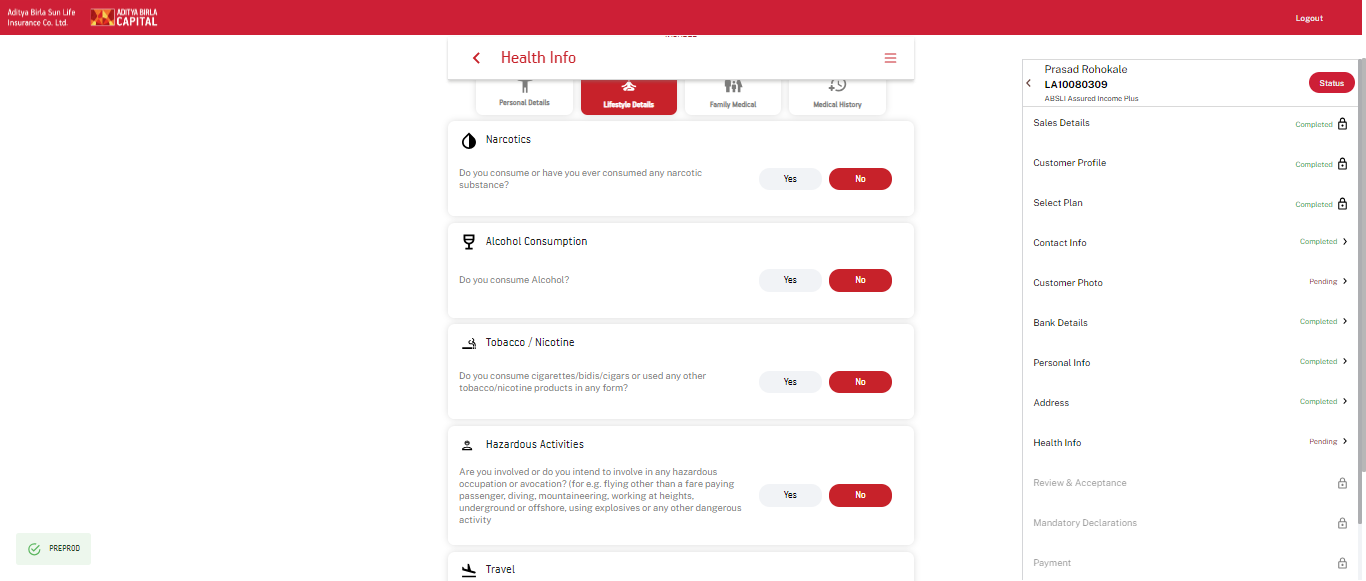 Aditya Birla Sun Life
Insurance Co. Ltd.
ADITYA BIRLA
CAPITAL
Logout
Health Info
Personal Details
Lifestyle Details
Family Medical
Medical History
Narcotics
Do you consume or have you ever consumed any narcotic
substance?
Yes
No
Alcohol Consumption
Do you consume Alcohol?
Yes
No
Tobacco / Nicotine
Do you consume cigarettes/bidis/cigars or used any other
tobacco/nicotine products in any form?
Yes
No
Hazardous Activities
Are you involved or do you intend to involve in any hazardous
occupation or avocation? (for e.g. flying other than a fare paying
passenger, diving, mountaineering, working at heights,
underground or offshore, using explosives or any other dangerous
activity
Yes
No
Travel
PREPROD
Prasad Rohokale
LA10080309
ABSLI Assured Income Plus
Status
Sales Details
Completed
Customer Profile
Completed
Select Plan
Completed
Contact Info
Completed
Customer Photo
Pending
Bank Details
Completed
Personal Info
Completed
Address
Completed
Health Info
Pending
Review & Acceptance
Mandatory Declarations
Payment